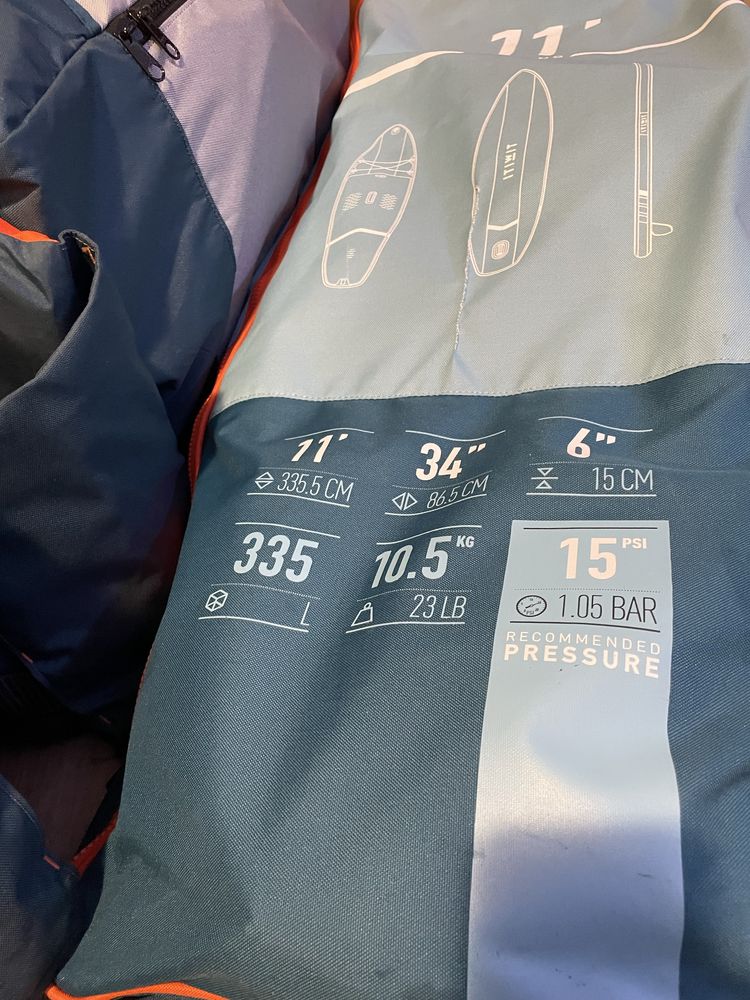 11'
ITIWIT
11'
335.5 CM
34"
86.5 CM
6"
15 CM
335
L
10.5 KG
23 LB
15 PSI
1.05 BAR
RECOMMENDED
PRESSURE